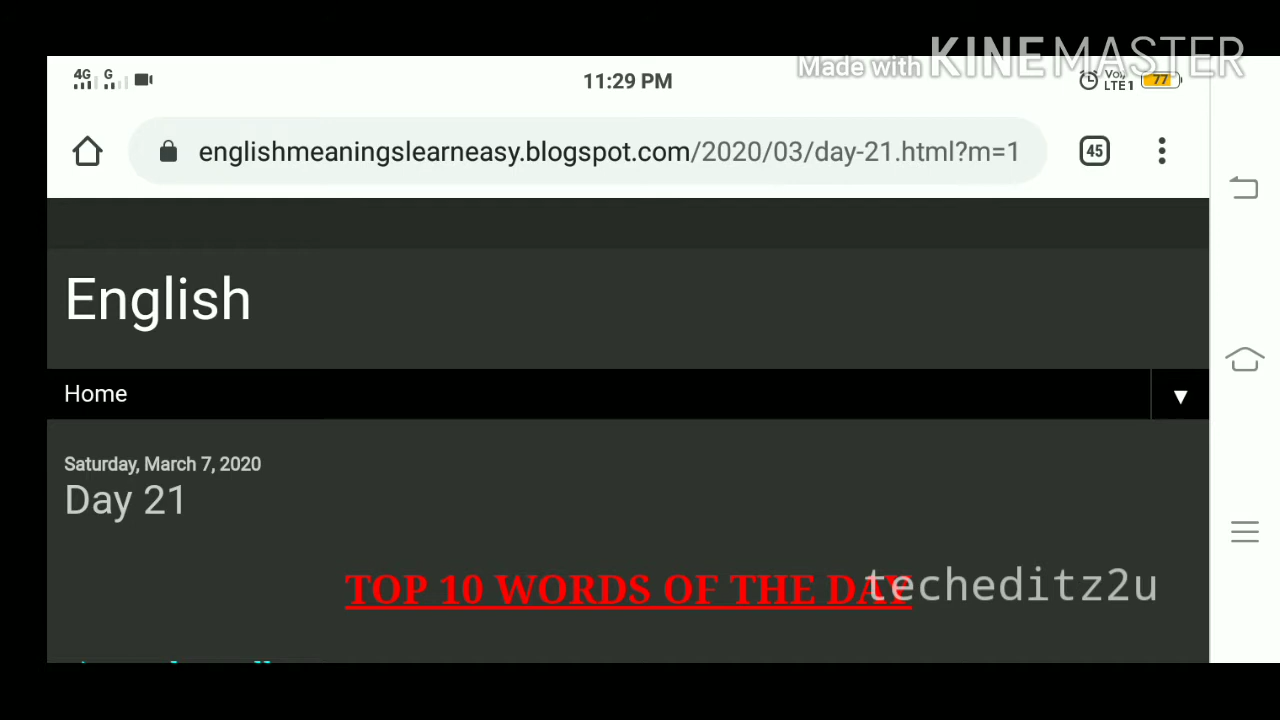 Made with KINEMASTER
4G G 11:29 PM Vo) LTE1 77
englishmeaningslearneasy.blogspot.com/2020/03/day-21.html?m=1 45
English
Home
Saturday, March 7, 2020
Day 21
TOP 10 WORDS OF THE DAY
techeditz2u